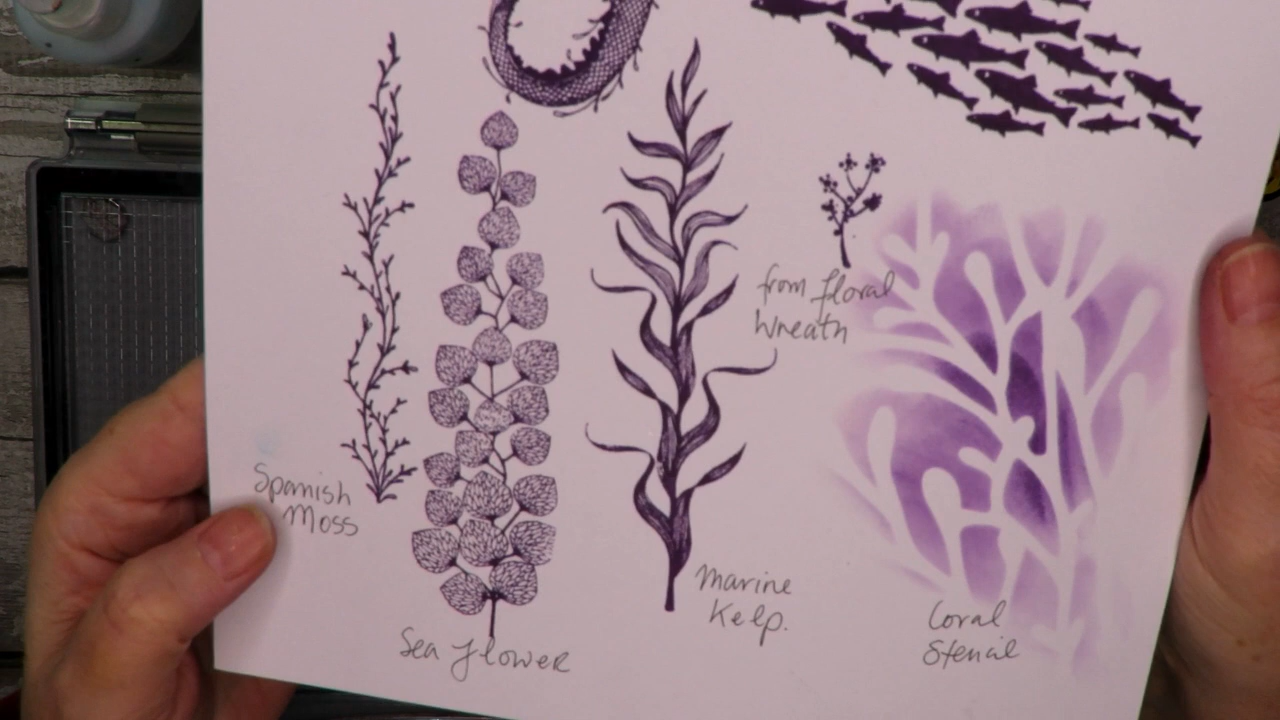 from floral
Wreath
Spanish
Moss
Marine
Kelp.
Coral
Stencil
Sea flower